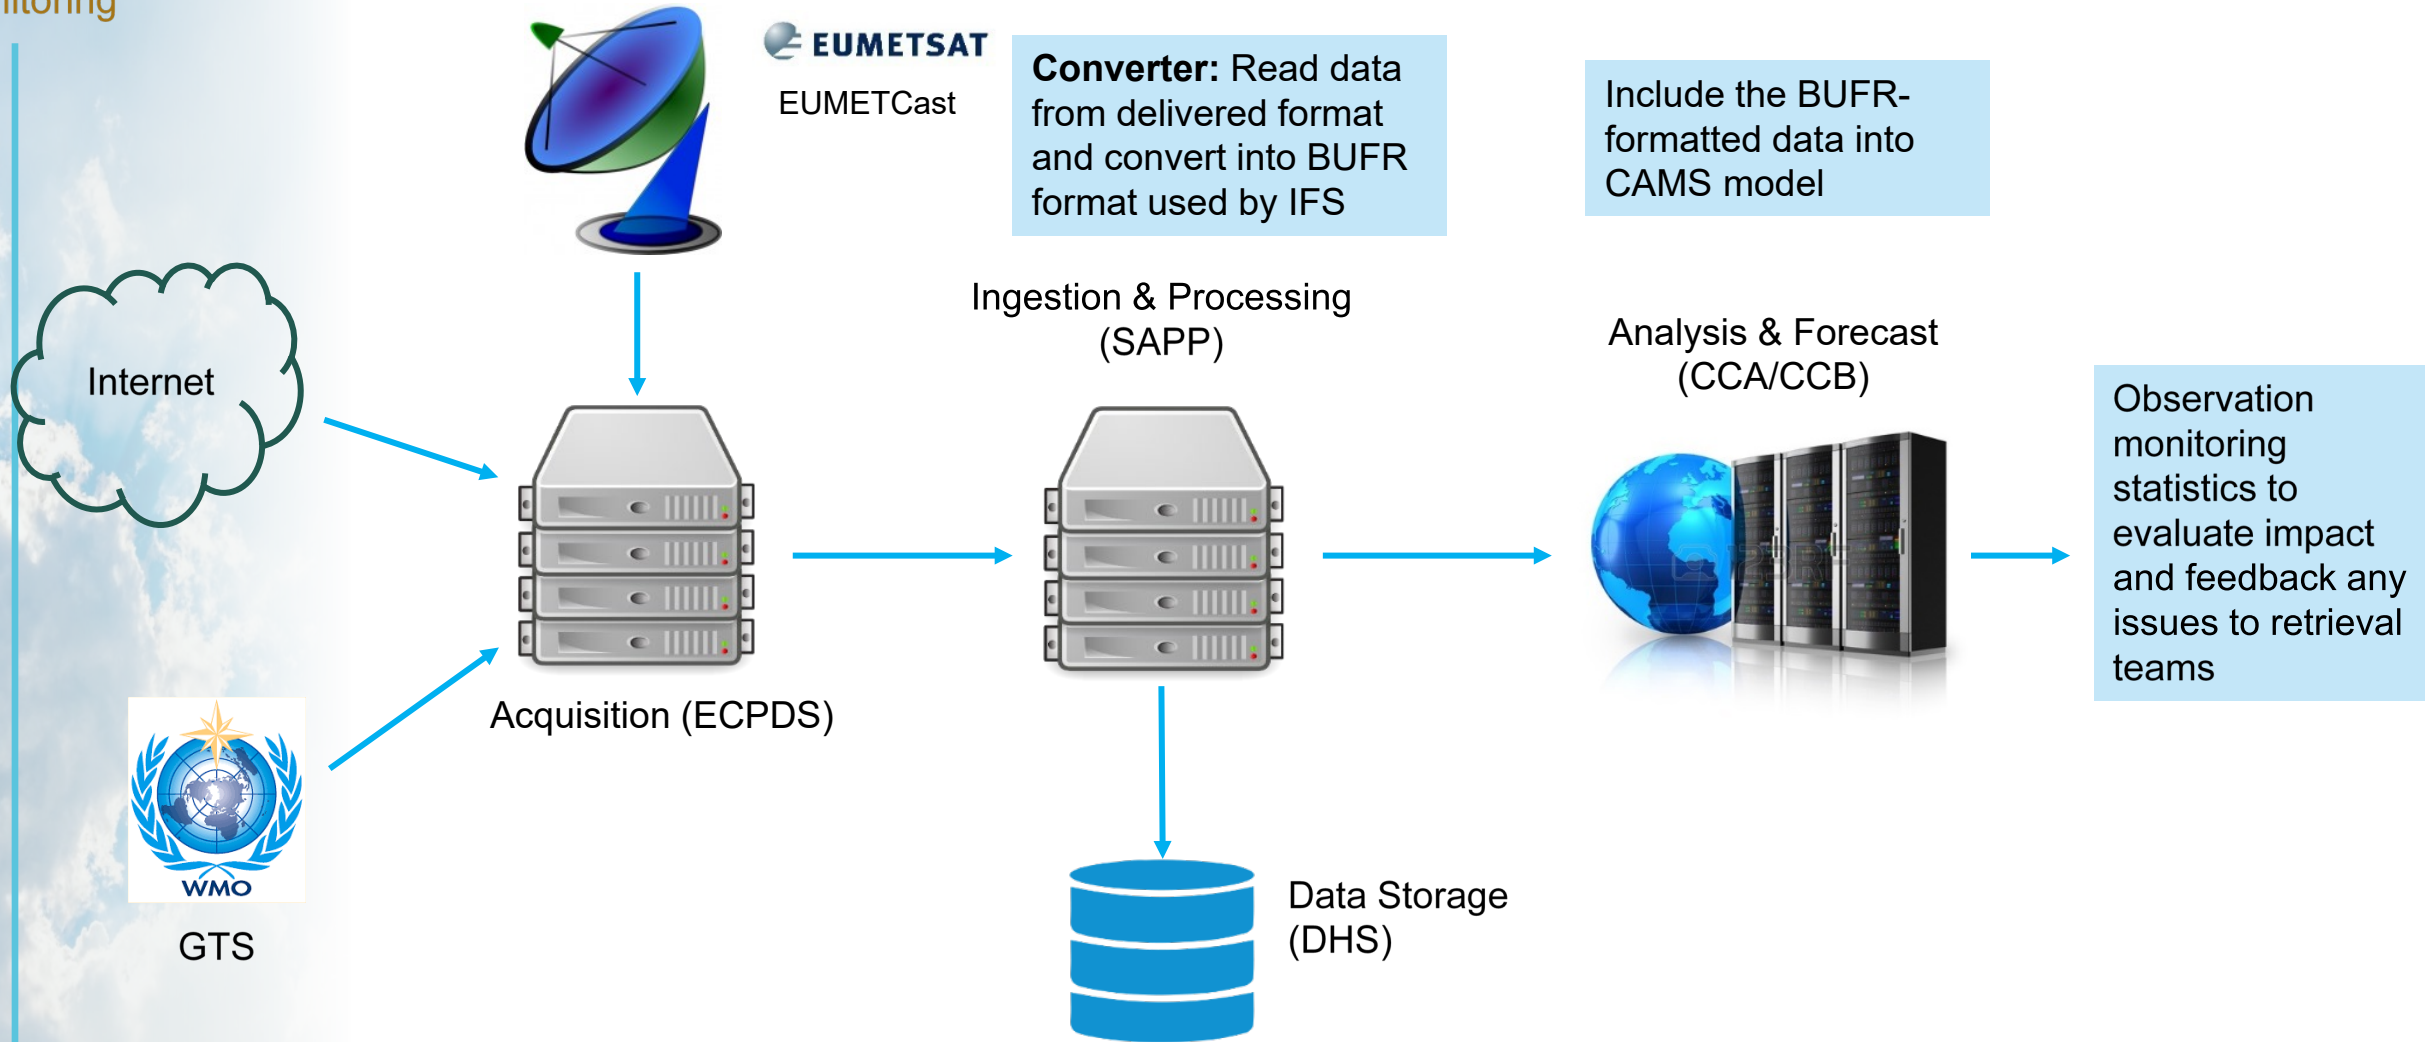 EUMETSAT
EUMETCast
Converter: Read data
from delivered format
and convert into BUFR
format used by IFS
Include the BUFR-
formatted data into
CAMS model
Internet
Ingestion & Processing
(SAPP)
Analysis & Forecast
(CCA/CCB)
Observation
monitoring
statistics to
evaluate impact
and feedback any
issues to retrieval
teams
Acquisition (ECPDS)
WMO
GTS
Data Storage
(DHS)